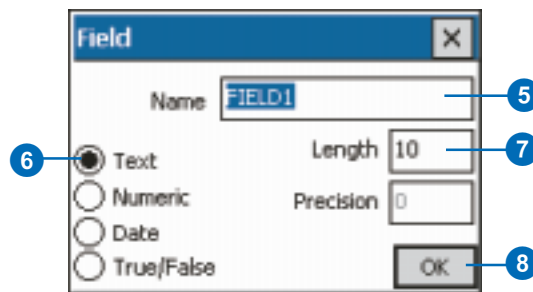 Field
Name FIELD1 5
6 Text Length 10 7
Numeric Precision 0
Date
True/False OK 8